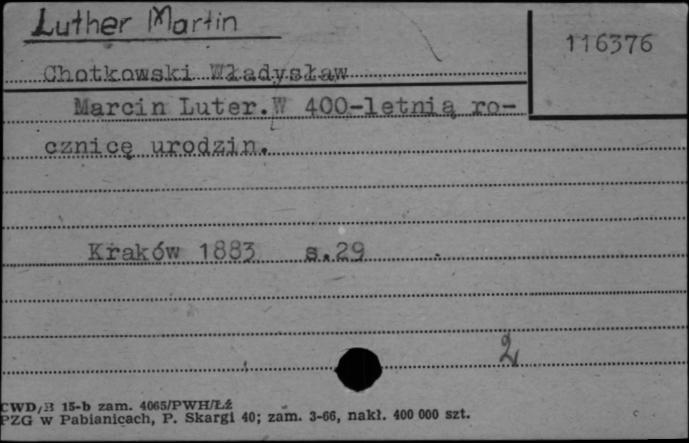 Luther Martin
116376
Chotkowski Władysław
Marcin Luter. W 400-letnią ro-
cznicę urodzin.
Kraków 1883 s.29
2
CWD/B 15-b zam. 4065/PWH/Łź
PZG w Pabianicach, P. Skargi 40; zam. 3-66, nakł. 400 000 szt.